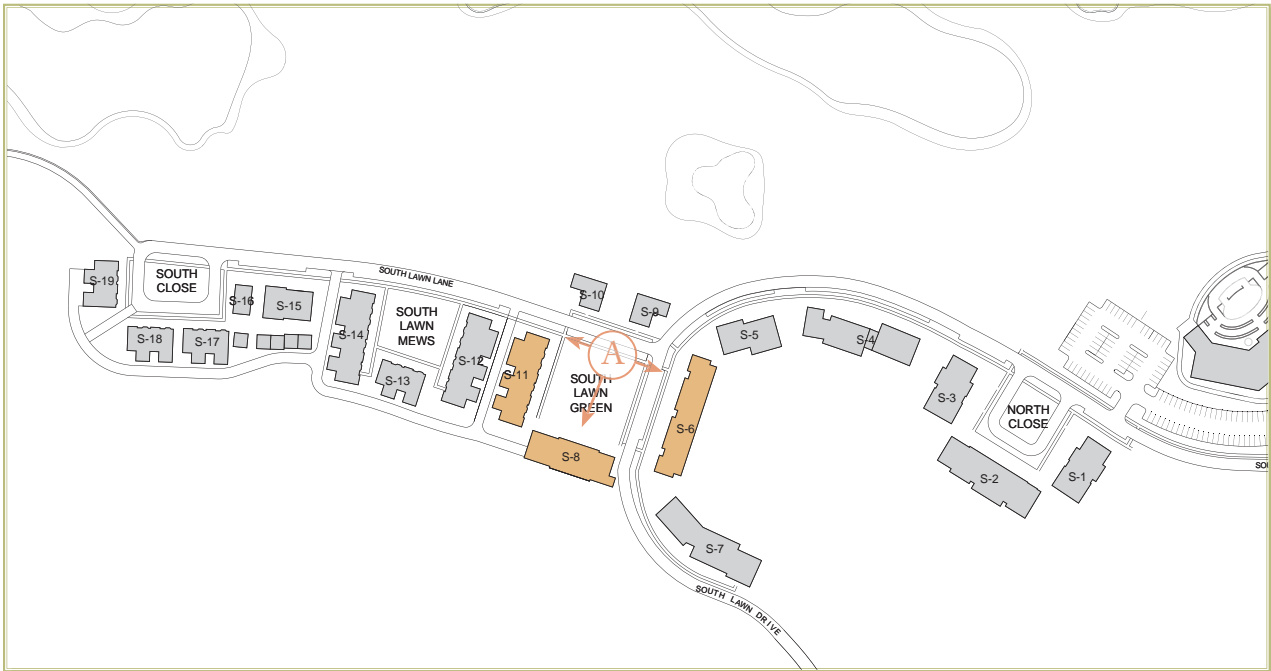 S-19
SOUTH
CLOSE
S-16
S-15
S-18
S-17
SOUTH LAWN LANE
S-14
SOUTH
LAWN
MEWS
S-13
S-12
S-11
S-10
S-9
A
SOUTH
LAWN
GREEN
S-8
S-6
S-5
S-4
S-3
NORTH
CLOSE
S-2
S-1
S-7
SOUTH LAWN DRIVE
SOU